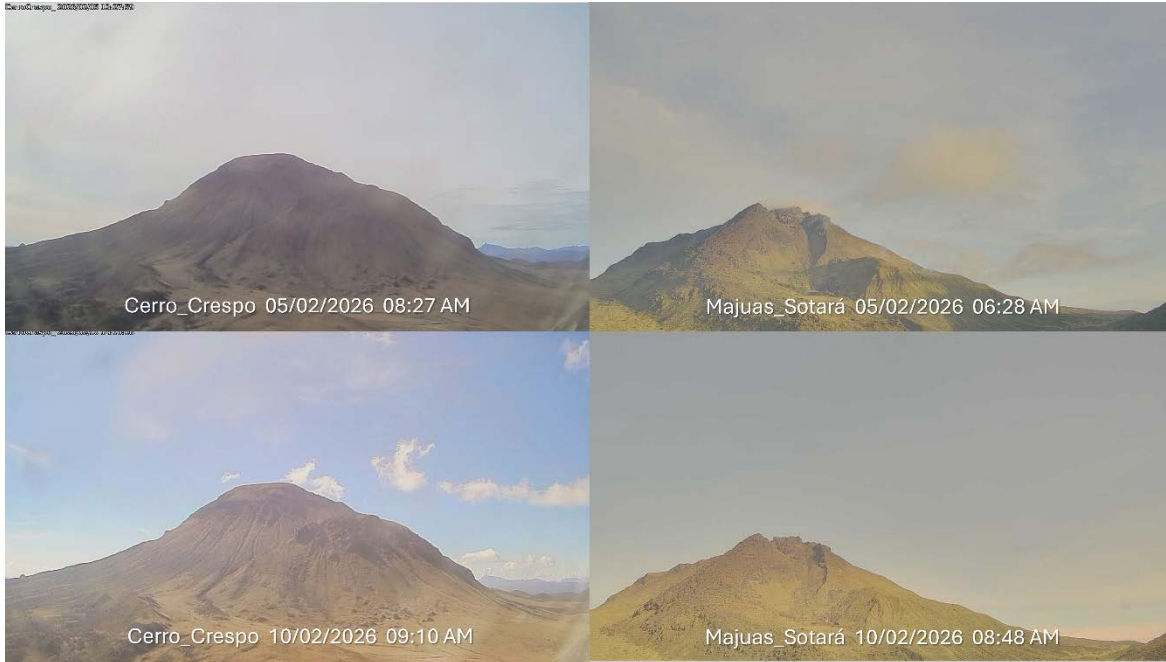 Cerro_Crespo 05/02/2026 08:27 AM
Majuas_Sotará 05/02/2026 06:28 AM
Cerro_Crespo 10/02/2026 09:10 AM
Majuas_Sotará 10/02/2026 08:48 AM